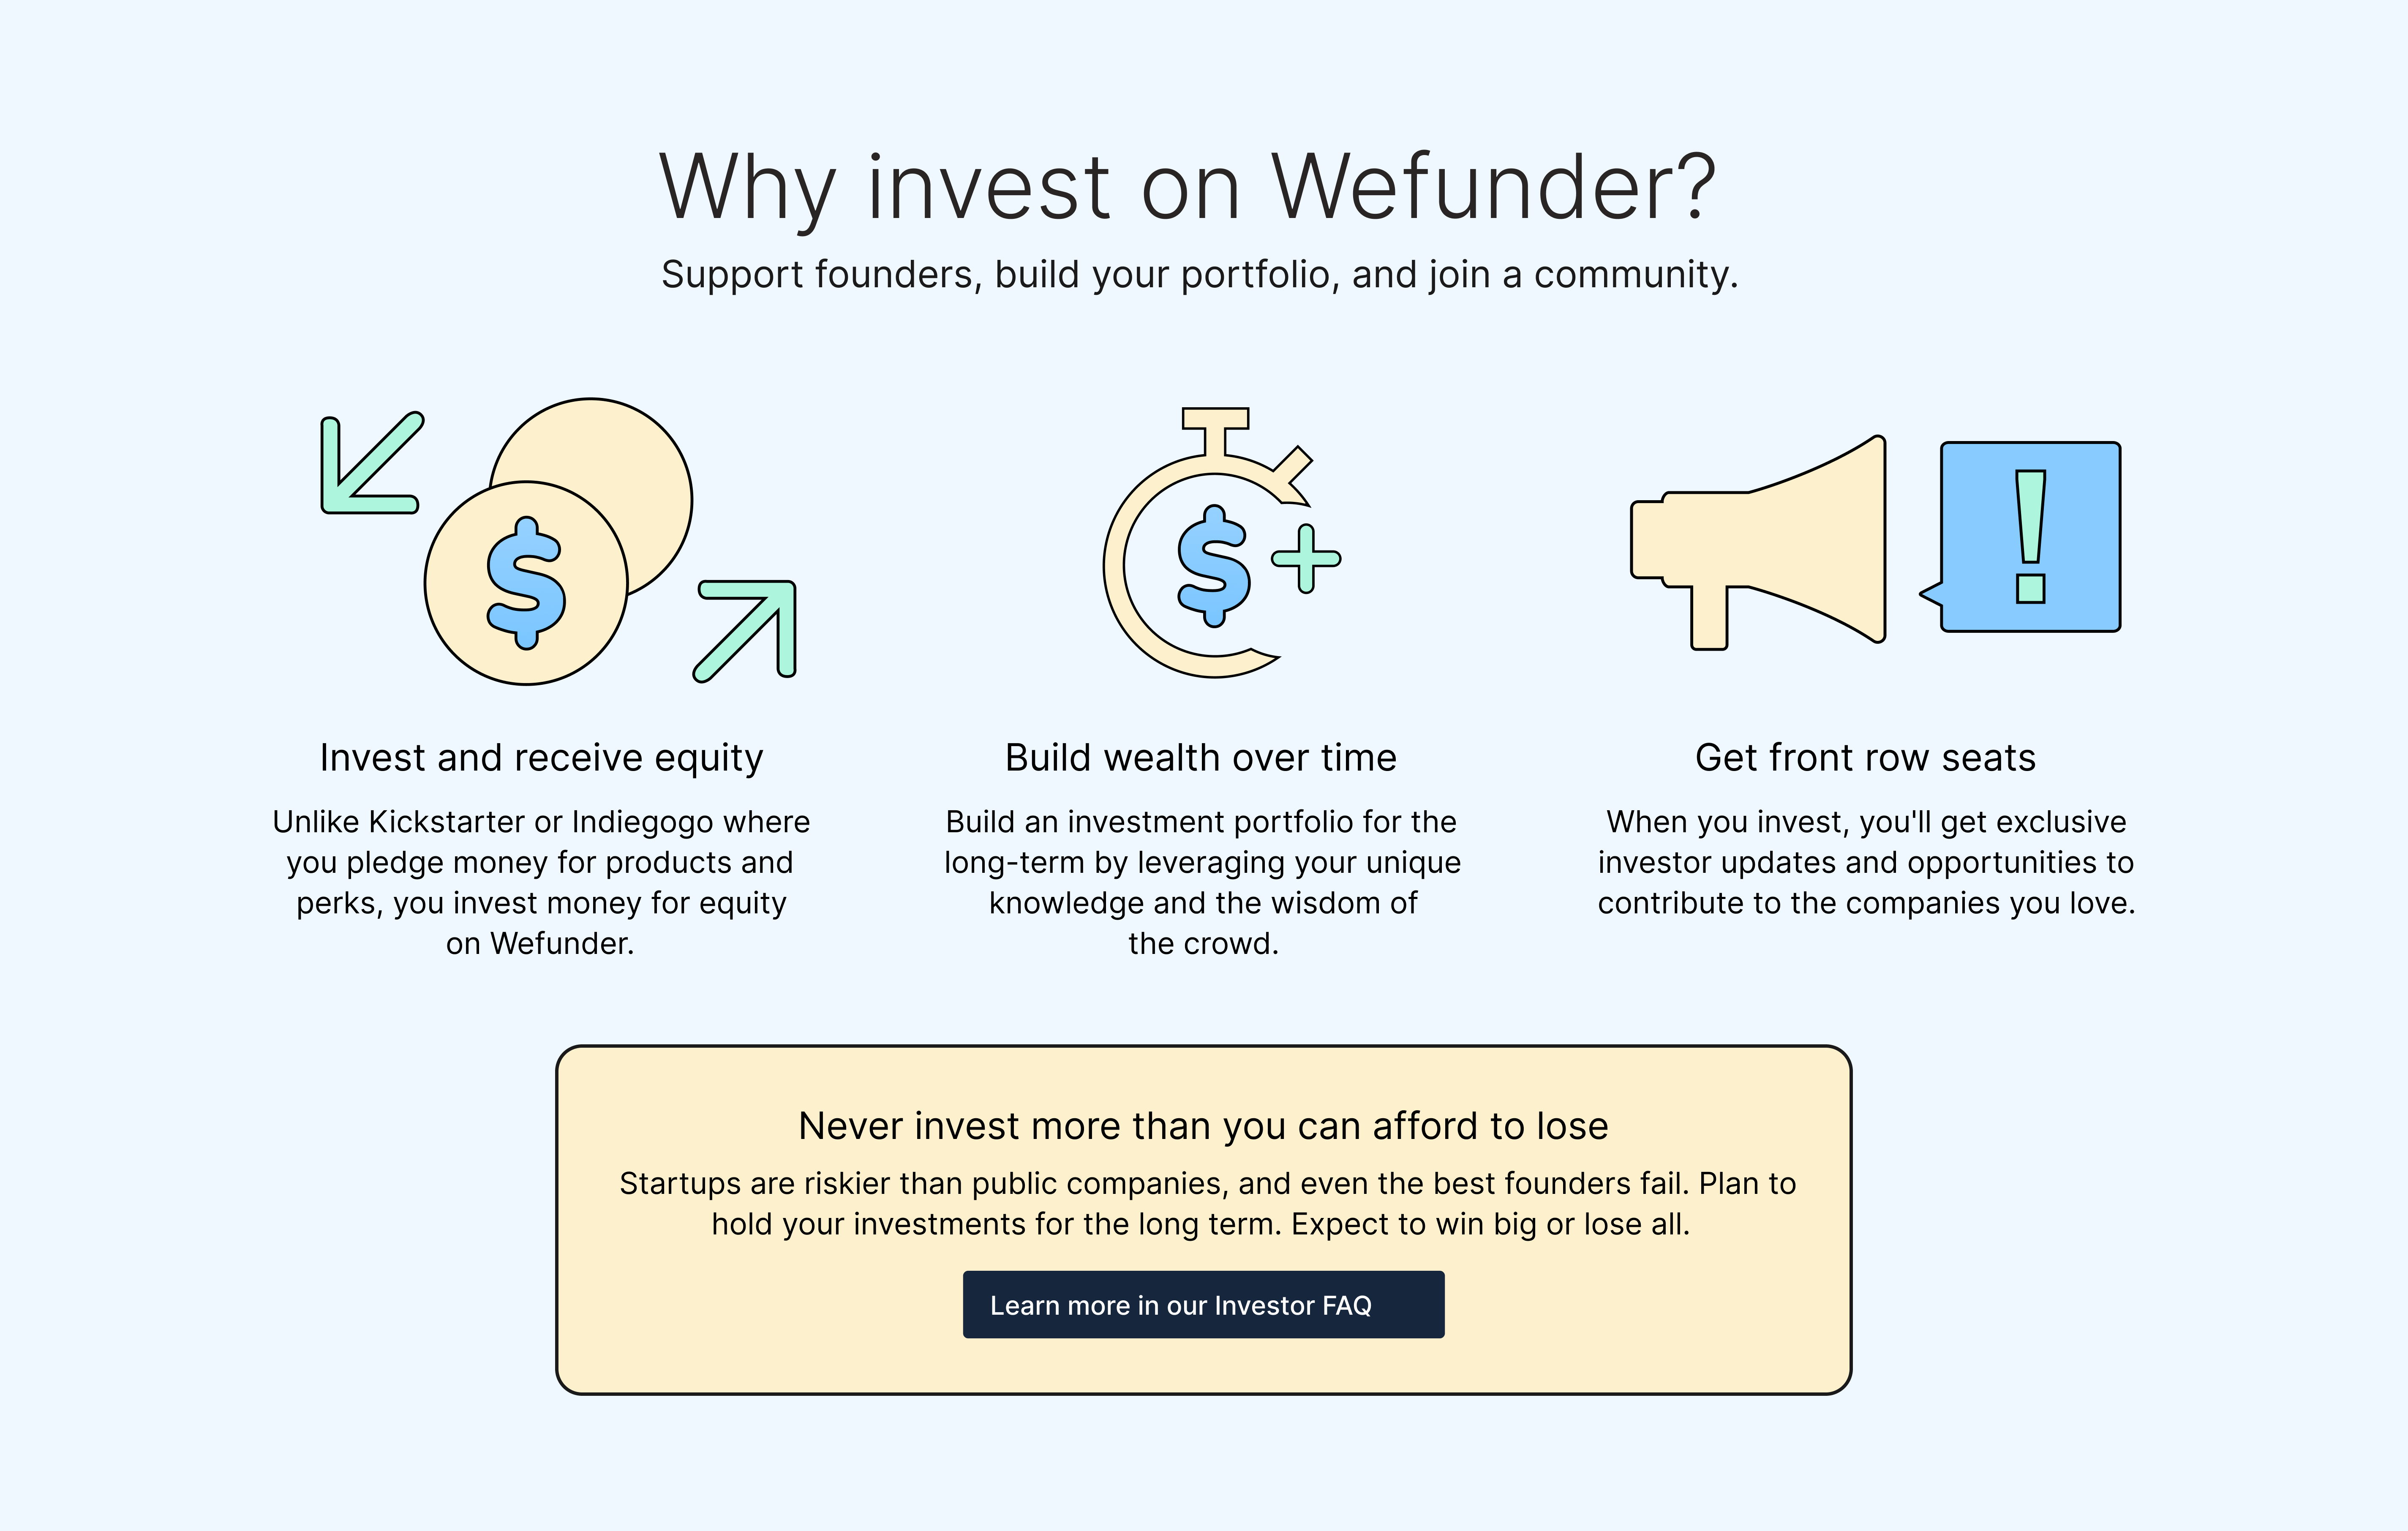 Why invest on Wefunder?
Support founders, build your portfolio, and join a community.
$
$
!
Invest and receive equity
Unlike Kickstarter or Indiegogo where
you pledge money for products and
perks, you invest money for equity
on Wefunder.
Build wealth over time
Build an investment portfolio for the
long-term by leveraging your unique
knowledge and the wisdom of
the crowd.
Get front row seats
When you invest, you'll get exclusive
investor updates and opportunities to
contribute to the companies you love.
Never invest more than you can afford to lose
Startups are riskier than public companies, and even the best founders fail. Plan to
hold your investments for the long term. Expect to win big or lose all.
Learn more in our Investor FAQ